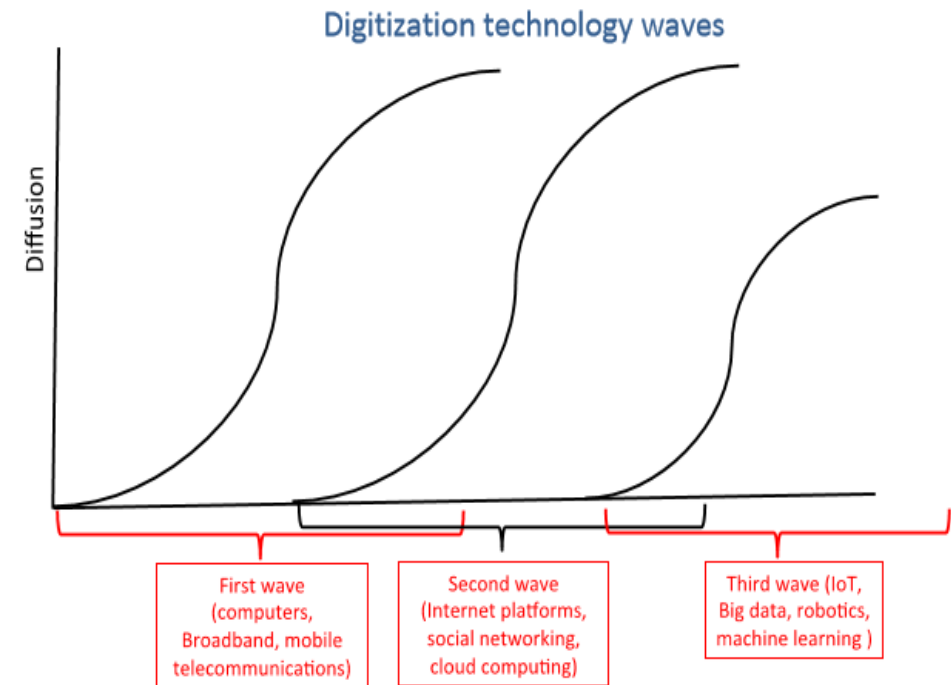 Digitization technology waves
Diffusion
First wave
(computers,
Broadband, mobile
telecommunications)
Second wave
(Internet platforms,
social networking,
cloud computing)
Third wave (IoT,
Big data, robotics,
machine learning )